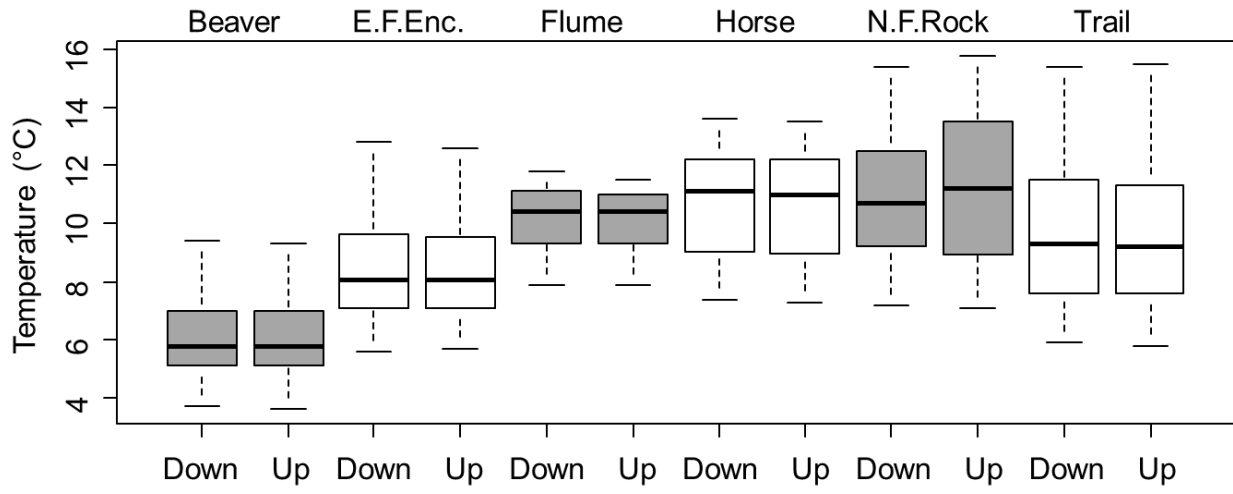 Beaver E.F.Enc. Flume Horse N.F.Rock Trail
Temperature (°C)
16
14
12
10
8
6
4
Down Up Down Up Down Up Down Up Down Up Down Up